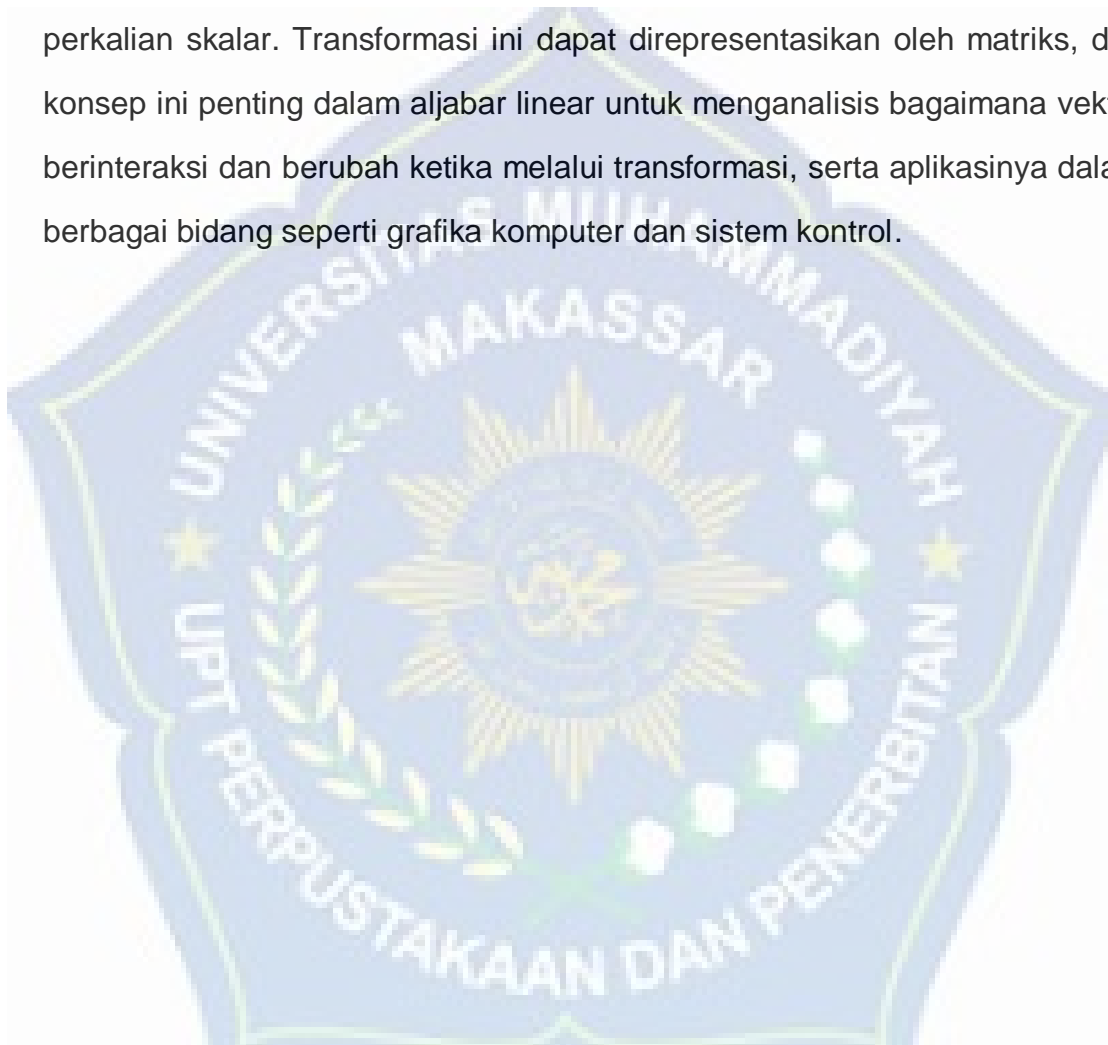 perkalian skalar. Transformasi ini dapat direpresentasikan oleh matriks, d
konsep ini penting dalam aljabar linear untuk menganalisis bagaimana vek
berinteraksi dan berubah ketika melalui transformasi, serta aplikasinya dala
berbagai bidang seperti grafika komputer dan sistem kontrol.
UNIVERSITAS MUHAMMADIYAH
MAKASSAR
UPT PERPUSTAKAAN DAN PENERBITAN